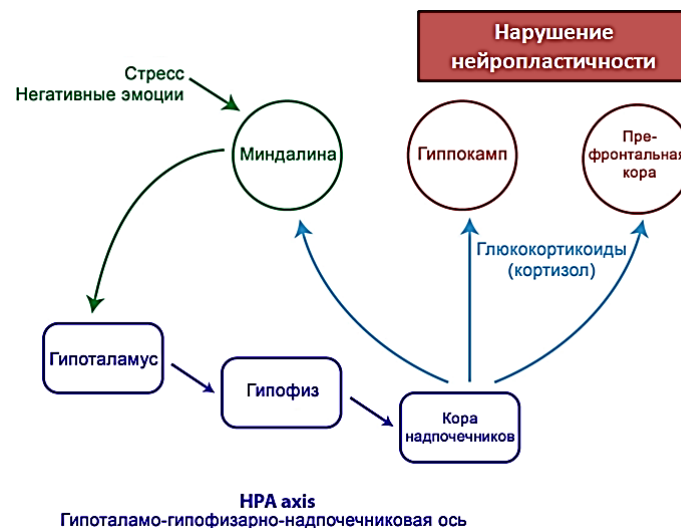 Нарушение
нейропластичности
Стресс
Негативные эмоции
Миндалина
Гиппокамп
Пре-
фронтальная
кора
Глюкокортикоиды
(кортизол)
Гипоталамус
Гипофиз
Кора
надпочечников
HPA axis
Гипоталамо-гипофизарно-надпочечниковая ось